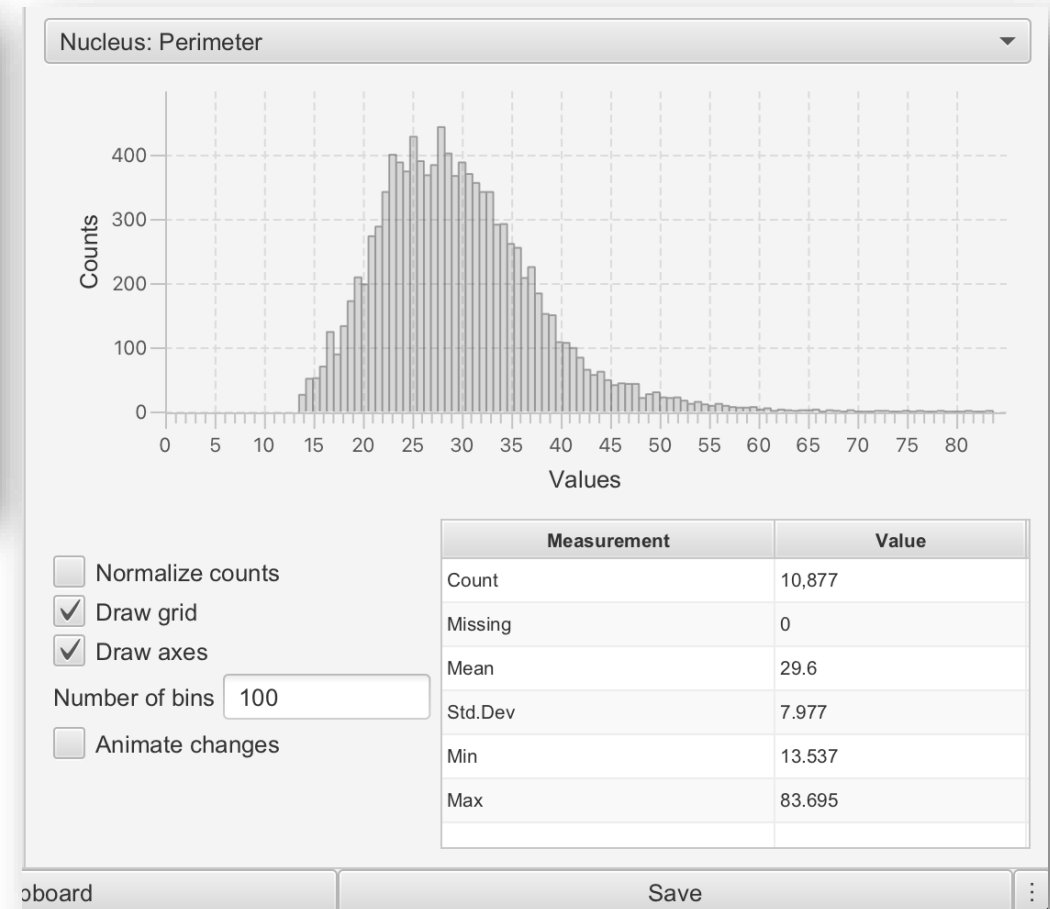 Nucleus: Perimeter
400
300
200
100
0
Counts
0 5 10 15 20 25 30 35 40 45 50 55 60 65 70 75 80
Values
Normalize counts
Draw grid
Draw axes
Number of bins 100
Animate changes
Measurement Value
Count 10,877
Missing 0
Mean 29.6
Std.Dev 7.977
Min 13.537
Max 83.695
board Save